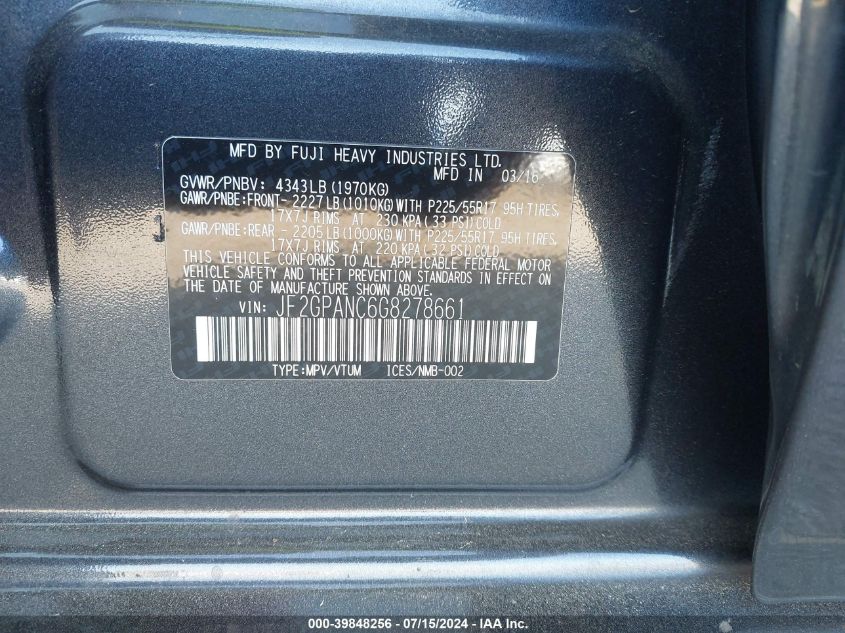 MFD BY FUJI HEAVY INDUSTRIES LTD.
MFD IN 03/16
GVWR/PNBV: 4343LB(1970KG)
GAWR/PNBE:FRONT-2227LB(1010KG)WITH P225/55R17 95H TIRES,
17X7J RIMS AT 230 KPA(33 PSI)COLD
GAWR/PNBE:REAR -2205LB(1000KG)WITH P225/55R17 95H TIRES,
17X7J RIMS AT 220 KPA(32 PSI)COLD
THIS VEHICLE CONFORMS TO ALL APPLICABLE FEDERAL MOTOR
VEHICLE SAFETY AND THEFT PREVENTION STANDARDS IN EFFECT ON
THE DATE OF MANUFACTURE SHOWN ABOVE.
VIN: JF2GPANC6G8278661
TYPE:MPV/VTUM ICES/NMB-002
000-39848256 - 07/15/2024 - IAA Inc.